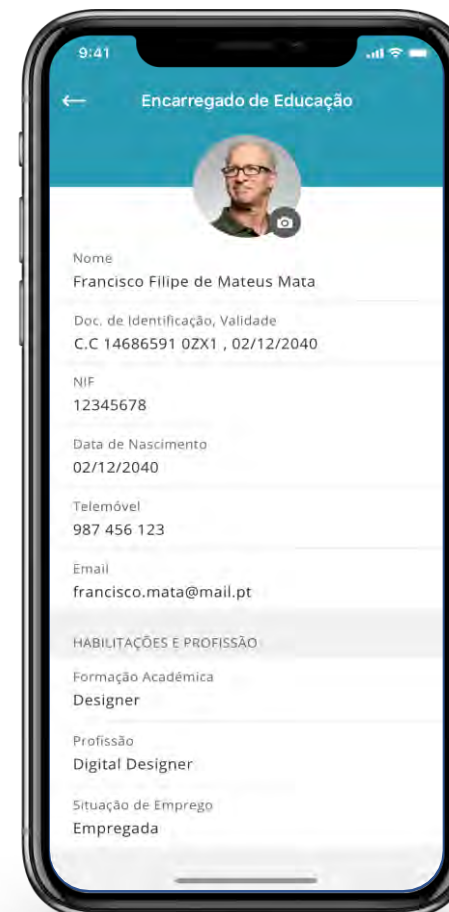 9:41
Encarregado de Educação
Nome
Francisco Filipe de Mateus Mata
Doc. de Identificação, Validade
C.C 14686591 0ZX1 , 02/12/2040
NIF
12345678
Data de Nascimento
02/12/2040
Telemóvel
987 456 123
Email
francisco.mata@mail.pt
HABILITAÇÕES E PROFISSÃO
Formação Académica
Designer
Profissão
Digital Designer
Situação de Emprego
Empregada